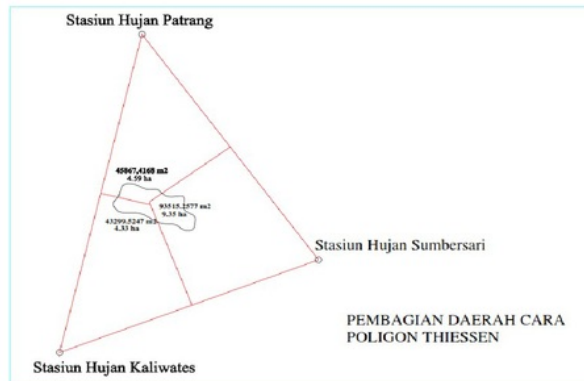 Stasiun Hujan Patrang
45867.4168 m2
4.59 ha
93515.2577 m2
9.35 ha
43299.5247 m2
4.33 ha
Stasiun Hujan Sumbersari
PEMBAGIAN DAERAH CARA
POLIGON THIESSEN
Stasiun Hujan Kaliwates